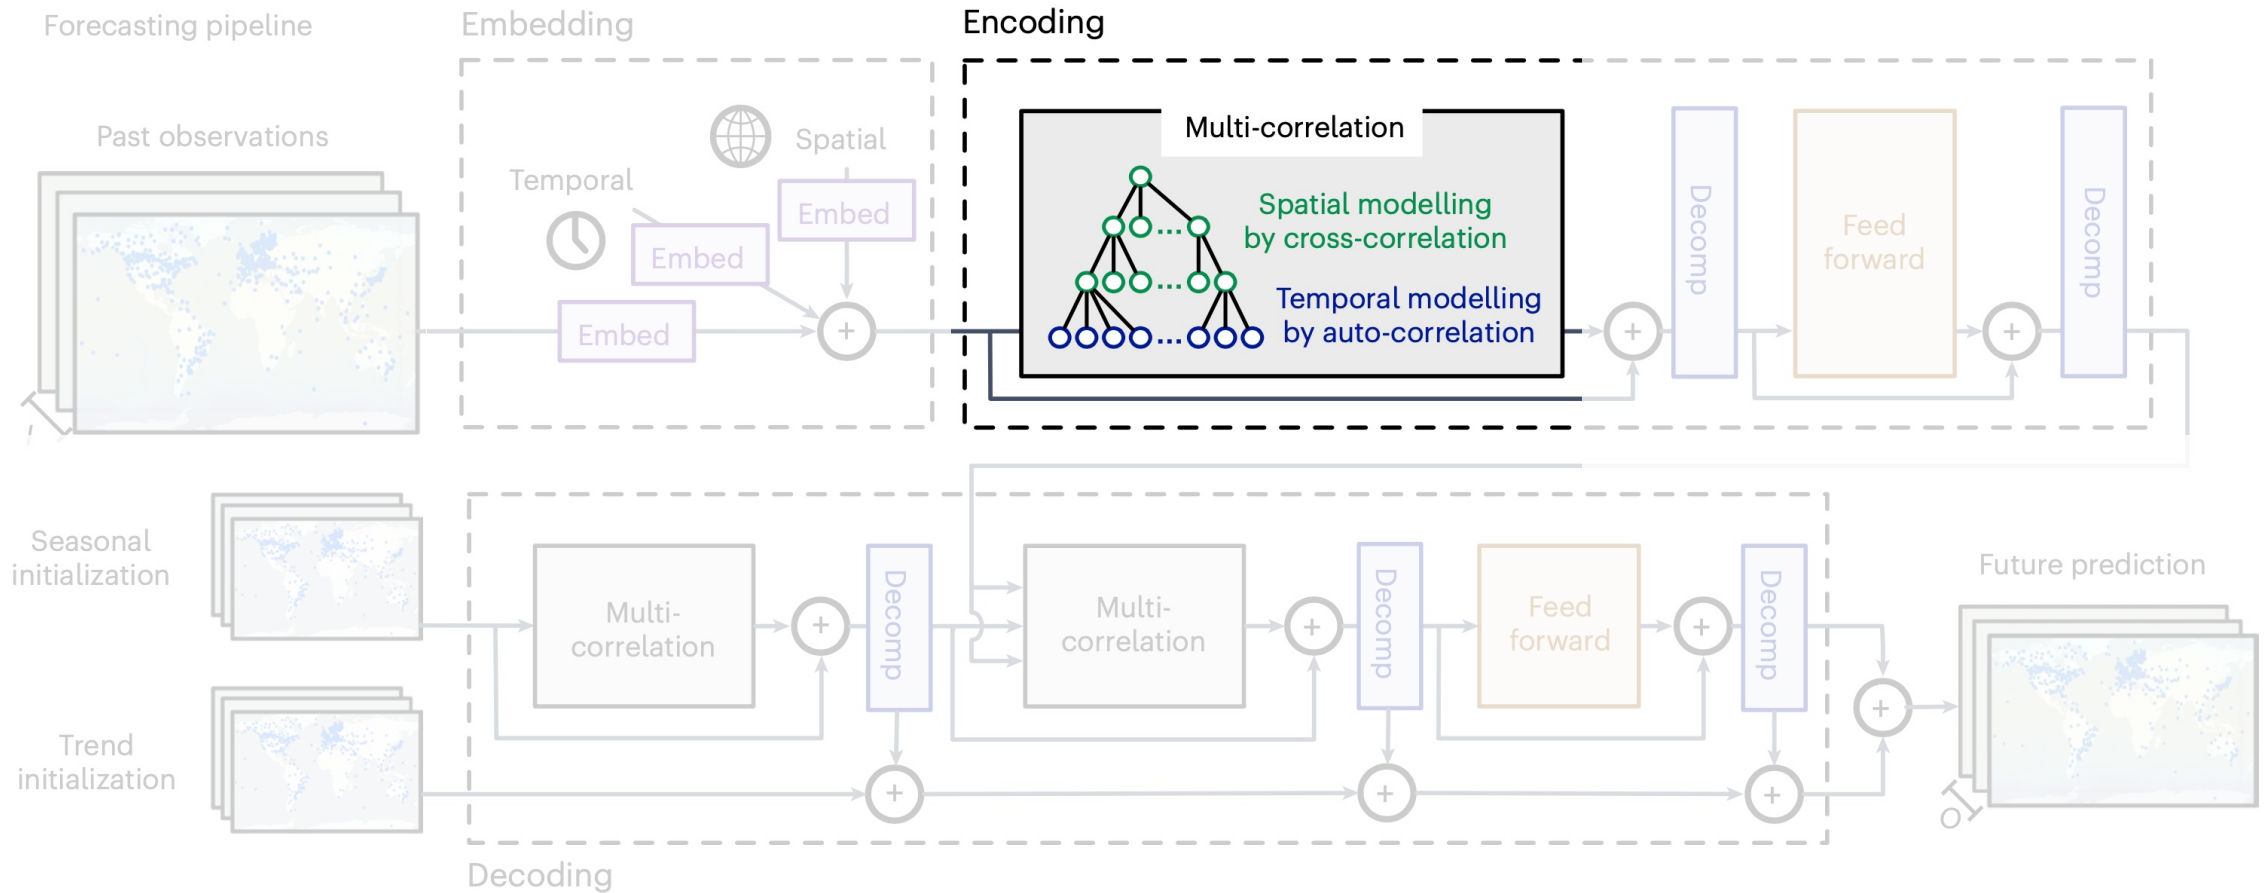 Forecasting pipeline
Embedding
Encoding
Past observations
Temporal
Spatial
Embed
Embed
Embed
+
Multi-correlation
Spatial modelling
by cross-correlation
...
...
...
Temporal modelling
by auto-correlation
+
Decomp
Feed
forward
+
Decomp
I
Seasonal
initialization
Multi-
correlation
+
Decomp
Multi-
correlation
+
Decomp
Feed
forward
+
Decomp
Trend
initialization
+
+
+
+
Future prediction
O
Decoding